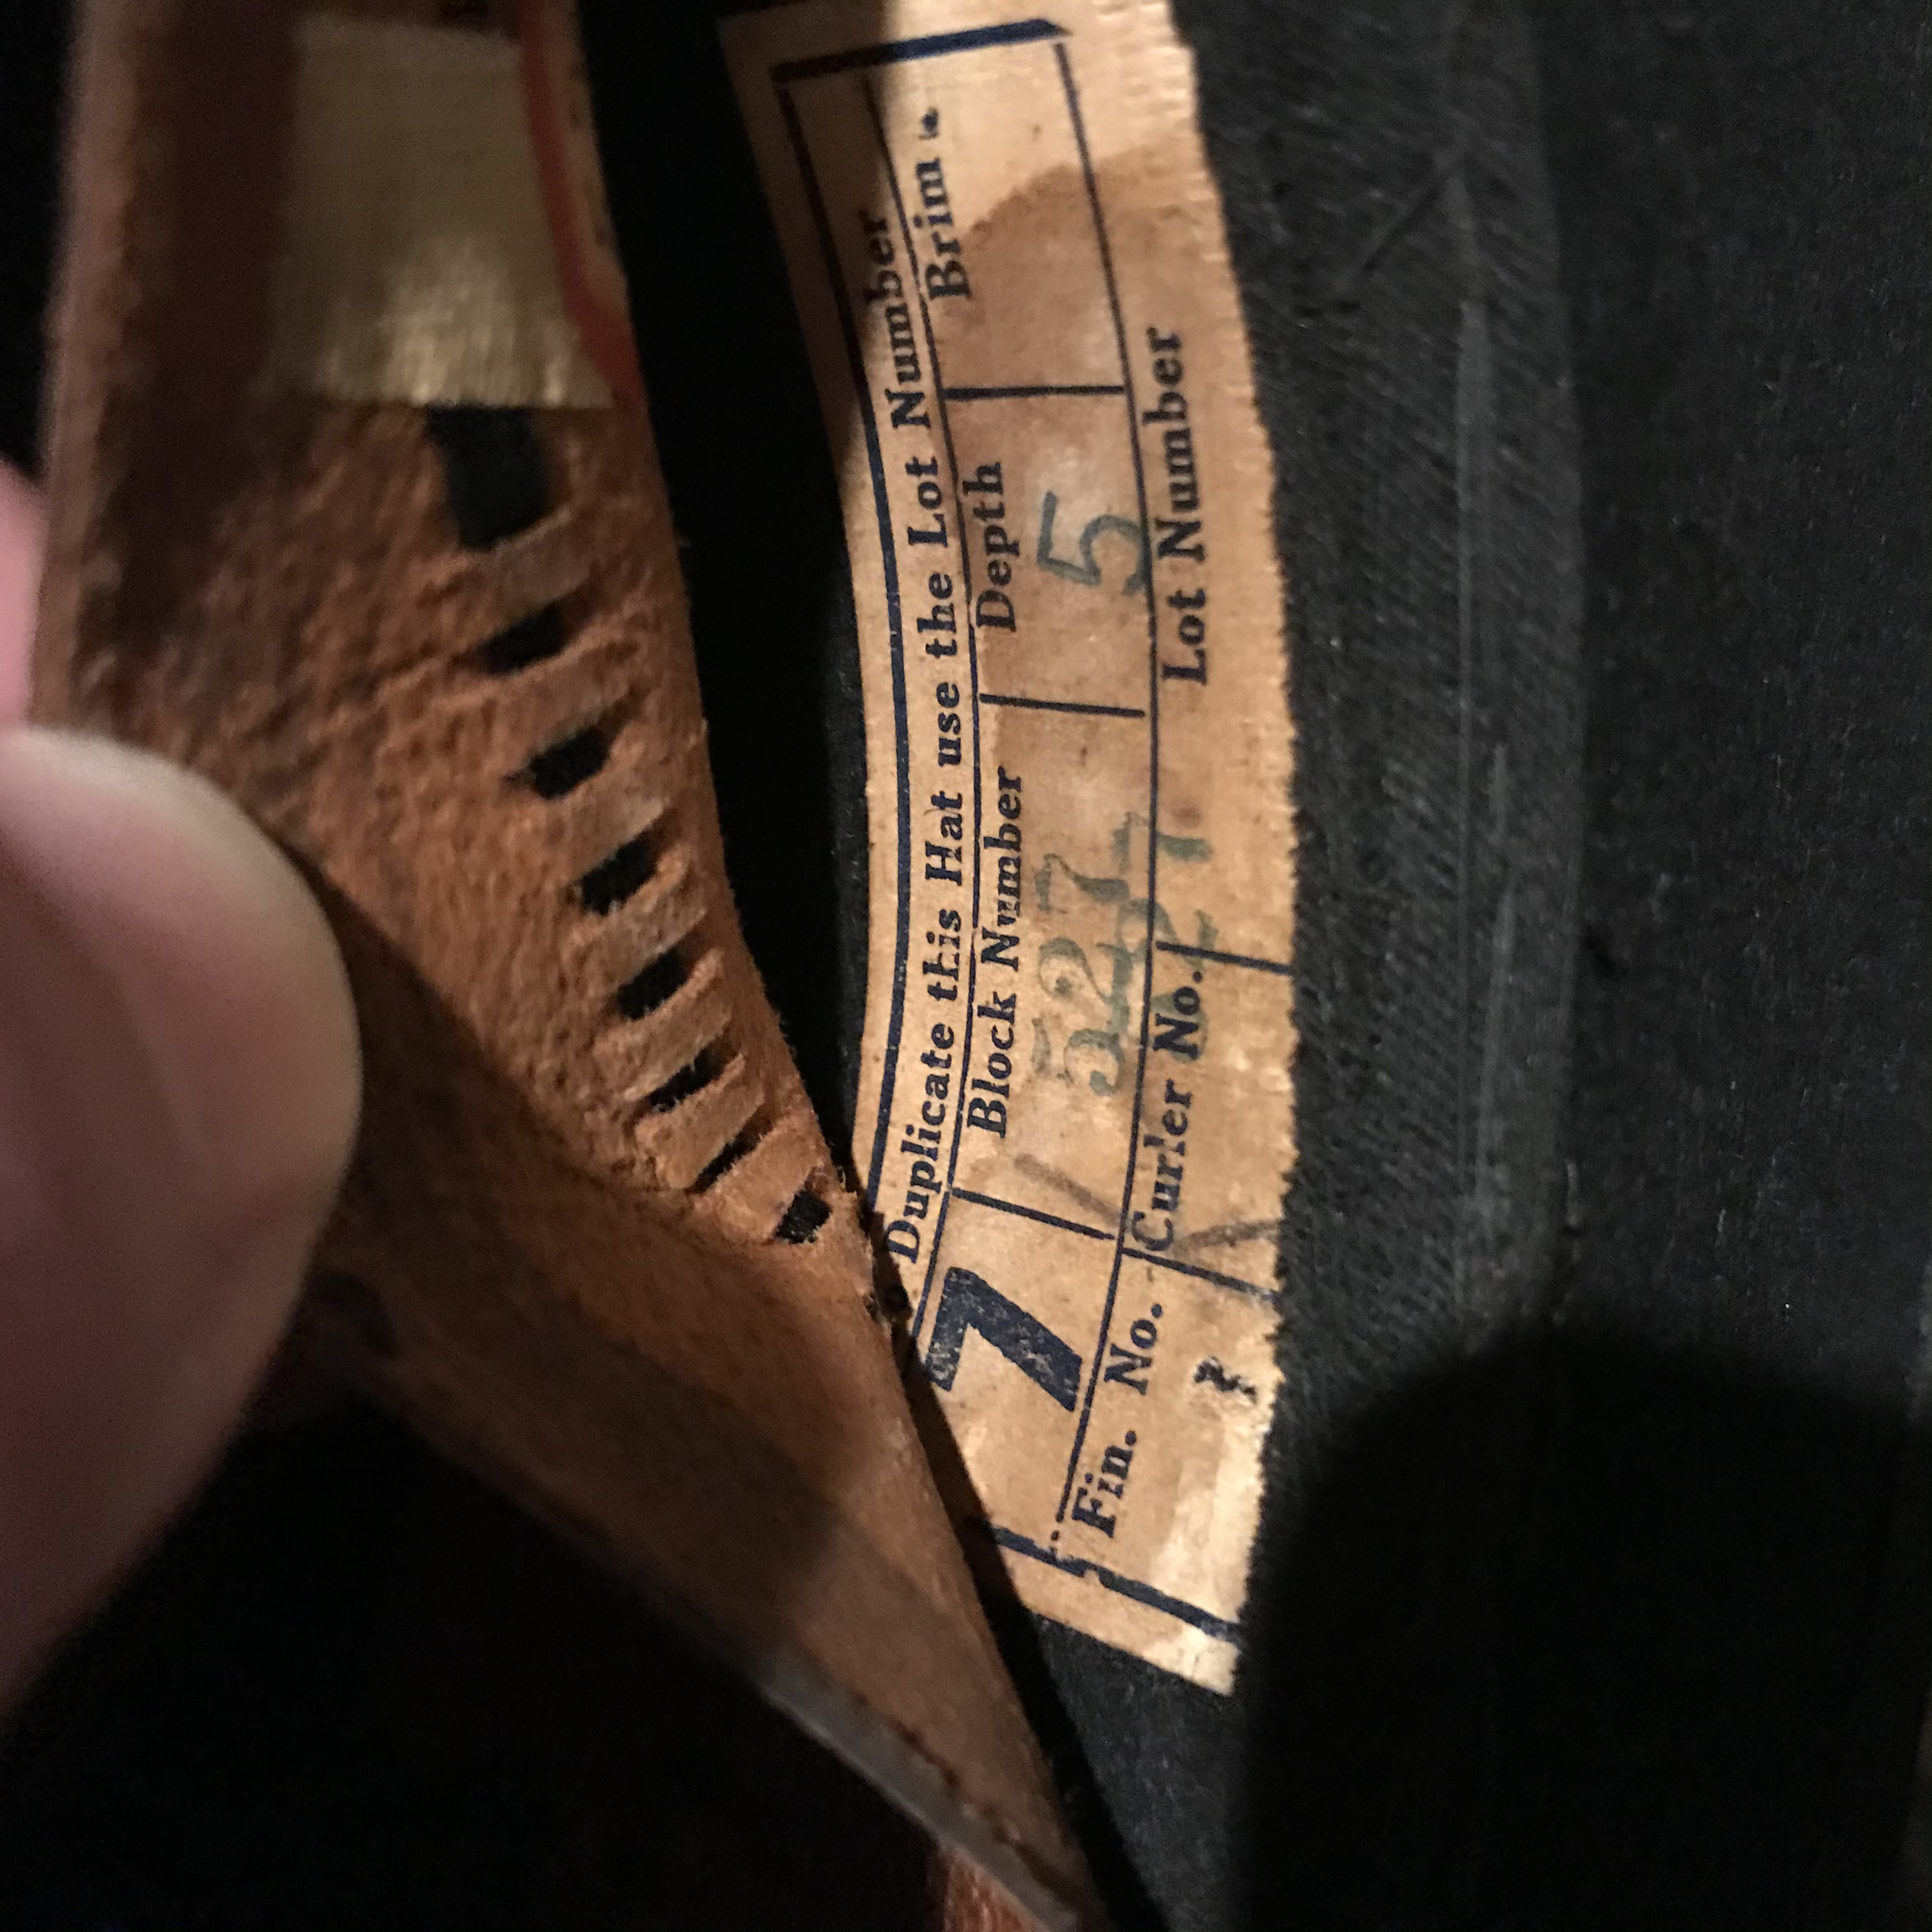 Duplicate this Hat use the Lot Number
7 Block Number Depth Brim
527 5
Fin. No. Curler No. Lot Number